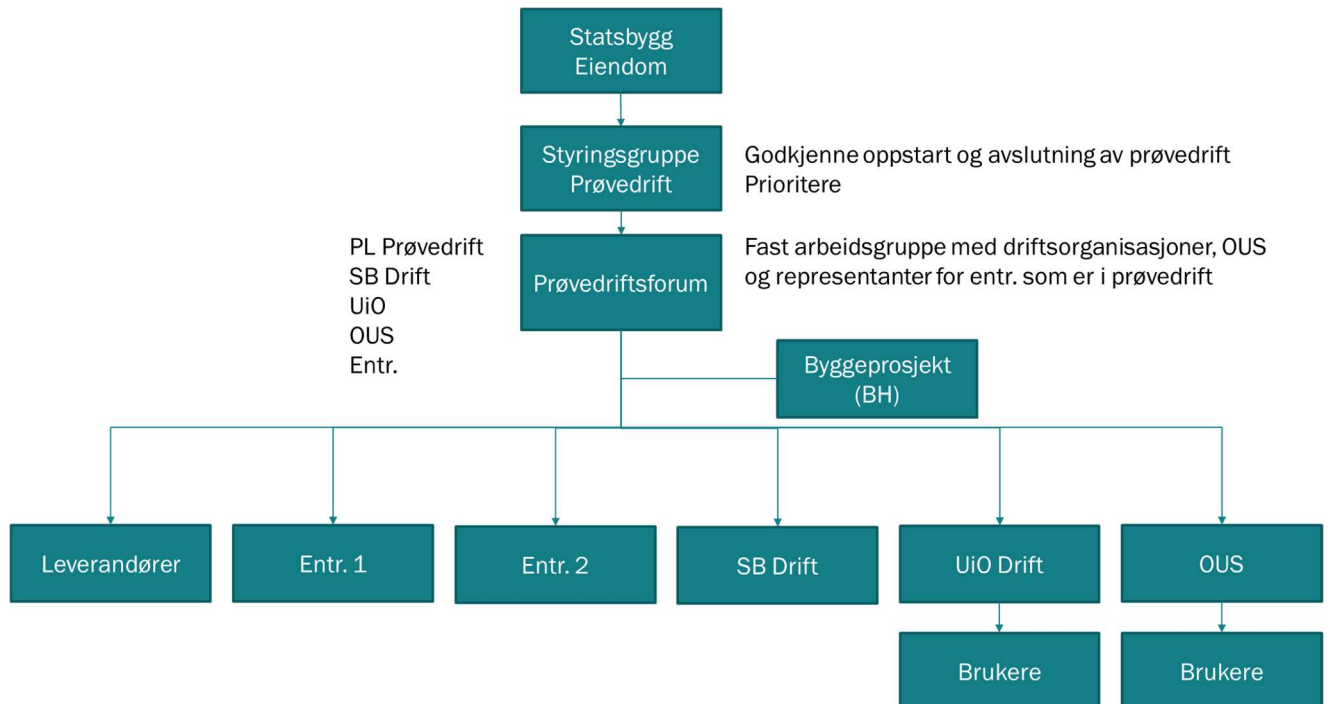 Statsbygg
Eiendom
Styringsgruppe
Prøvedrift
Godkjenne oppstart og avslutning av prøvedrift
Prioritere
PL Prøvedrift
SB Drift
UiO
OUS
Entr.
Prøvedriftsforum
Fast arbeidsgruppe med driftsorganisasjoner, OUS
og representanter for entr. som er i prøvedrift
Byggeprosjekt
(BH)
Leverandører
Entr. 1
Entr. 2
SB Drift
UiO Drift
OUS
Brukere
Brukere